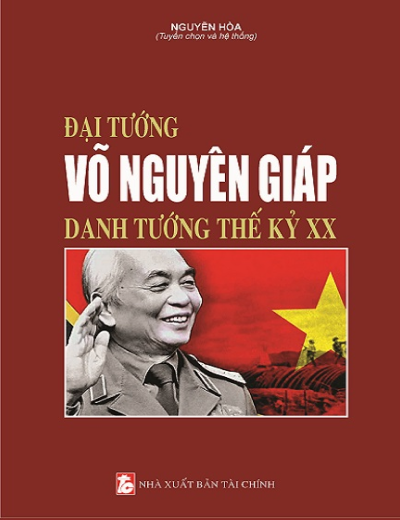 NGUYÊN HÒA
(Tuyển chọn và hệ thống)
ĐẠI TƯỚNG
VÕ NGUYÊN GIÁP
DANH TƯỚNG THẾ KỶ XX
NHÀ XUẤT BẢN TÀI CHÍNH